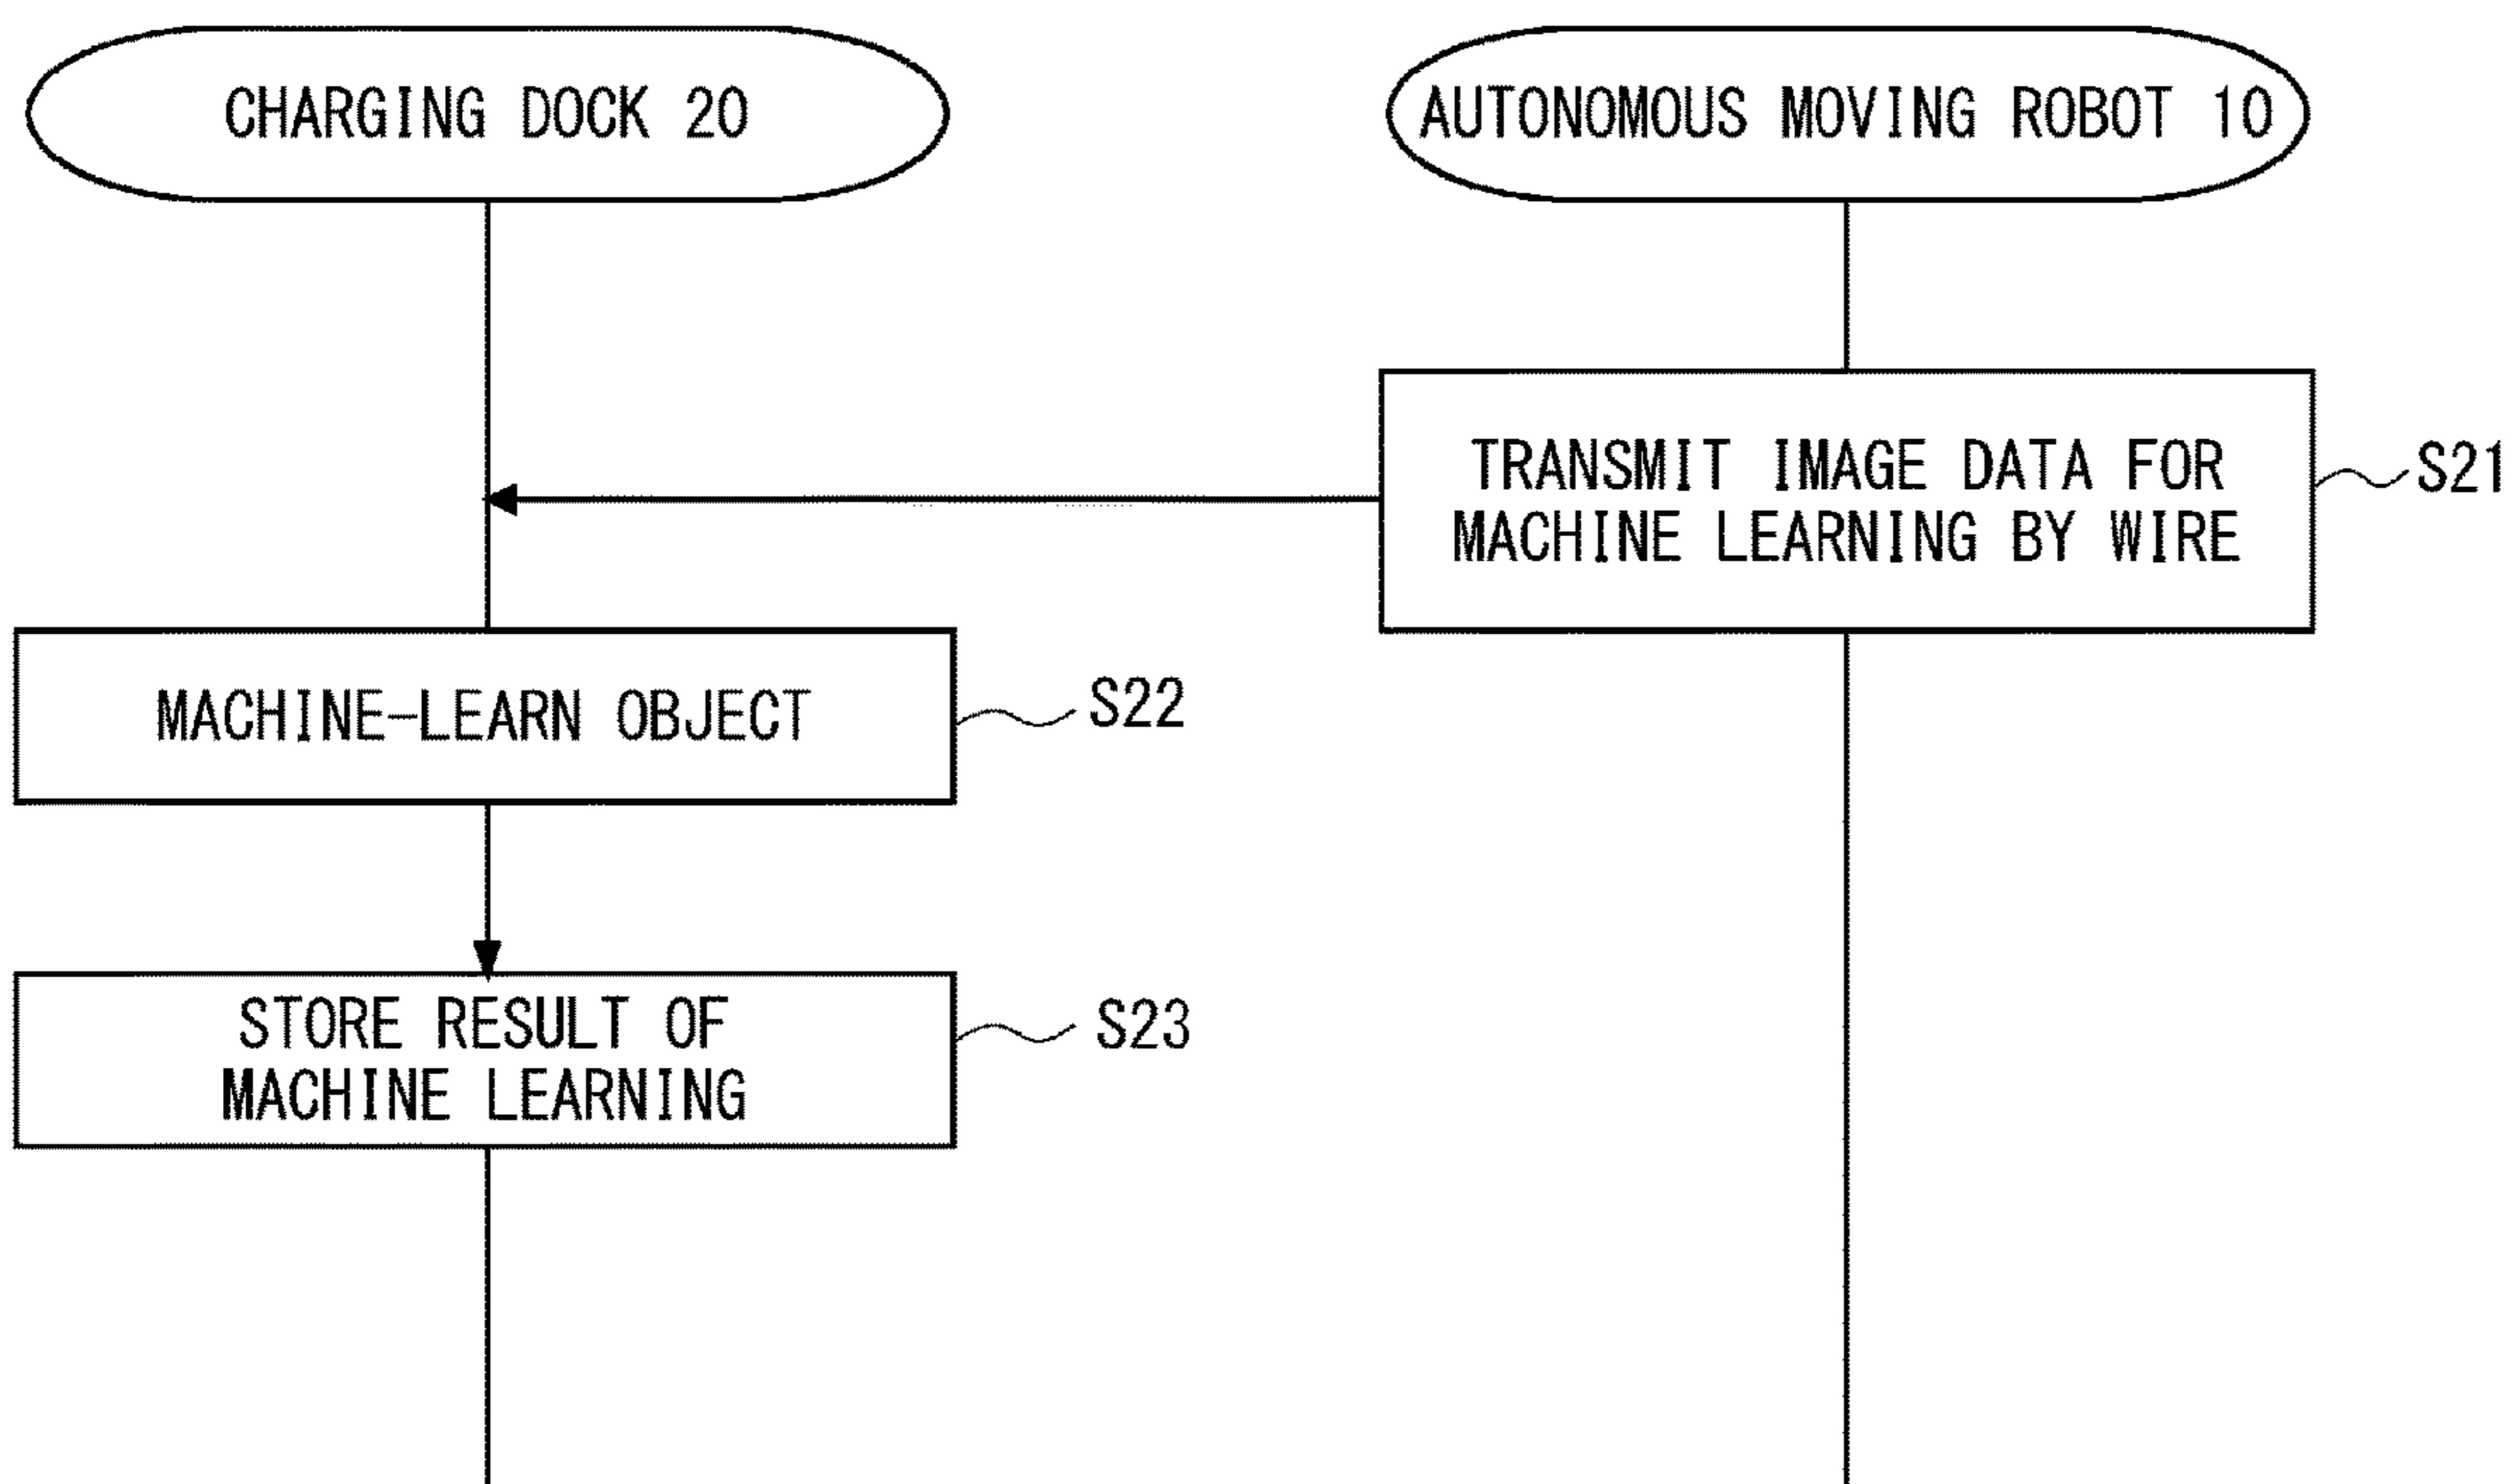 CHARGING DOCK 20
AUTONOMOUS MOVING ROBOT 10
TRANSMIT IMAGE DATA FOR
MACHINE LEARNING BY WIRE
S21
MACHINE-LEARN OBJECT
S22
STORE RESULT OF
MACHINE LEARNING
S23